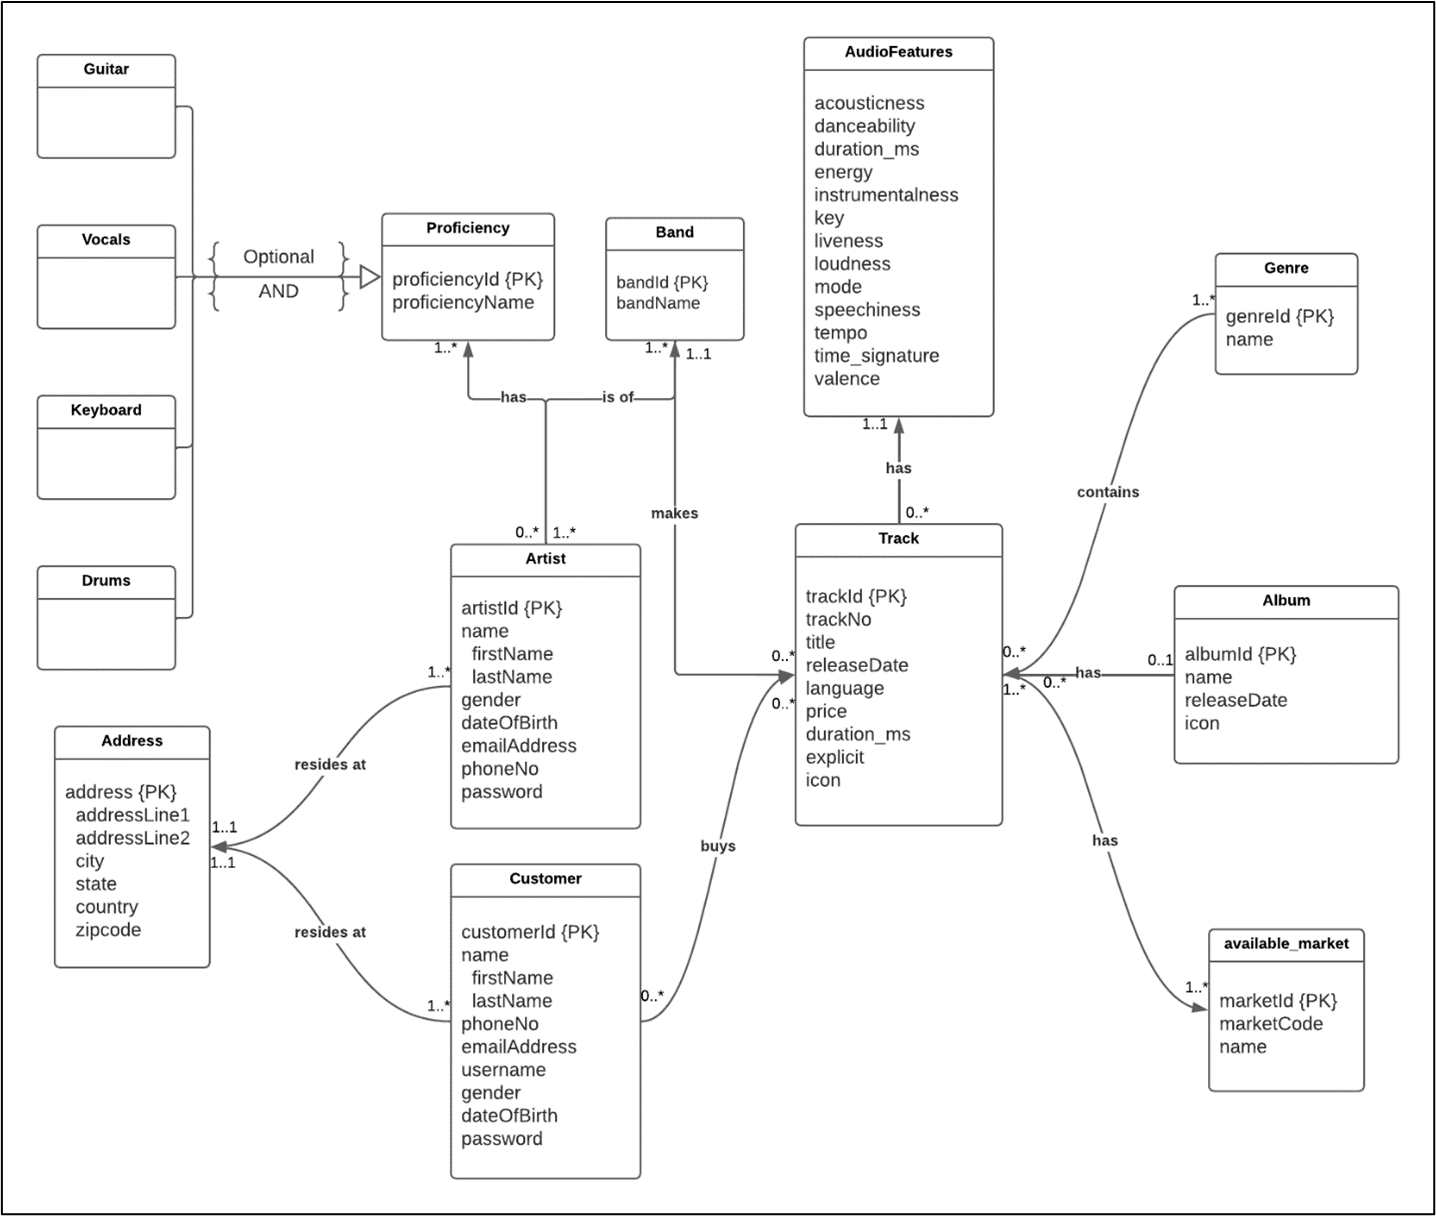 Guitar
Vocals
Keyboard
Drums
{ Optional }
{ AND }
Proficiency
proficiencyId {PK}
proficiencyName
1..*
has
Band
bandId {PK}
bandName
1..*
1..1
is of
makes
AudioFeatures
acousticness
danceability
duration_ms
energy
instrumentalness
key
liveness
loudness
mode
speechiness
tempo
time_signature
valence
1..1
has
0..*
Genre
genreId {PK}
name
1..*
contains
0..*
1..*
Artist
artistId {PK}
name
firstName
lastName
gender
dateOfBirth
emailAddress
phoneNo
password
1..*
resides at
1..1
Address
address {PK}
addressLine1
addressLine2
city
state
country
zipcode
1..1
resides at
1..*
Customer
customerId {PK}
name
firstName
lastName
phoneNo
emailAddress
username
gender
dateOfBirth
password
0..*
buys
0..*
0..*
Track
trackId {PK}
trackNo
title
releaseDate
language
price
duration_ms
explicit
icon
0..*
1..*
0..*
has
0..1
Album
albumId {PK}
name
releaseDate
icon
has
1..*
available_market
marketId {PK}
marketCode
name